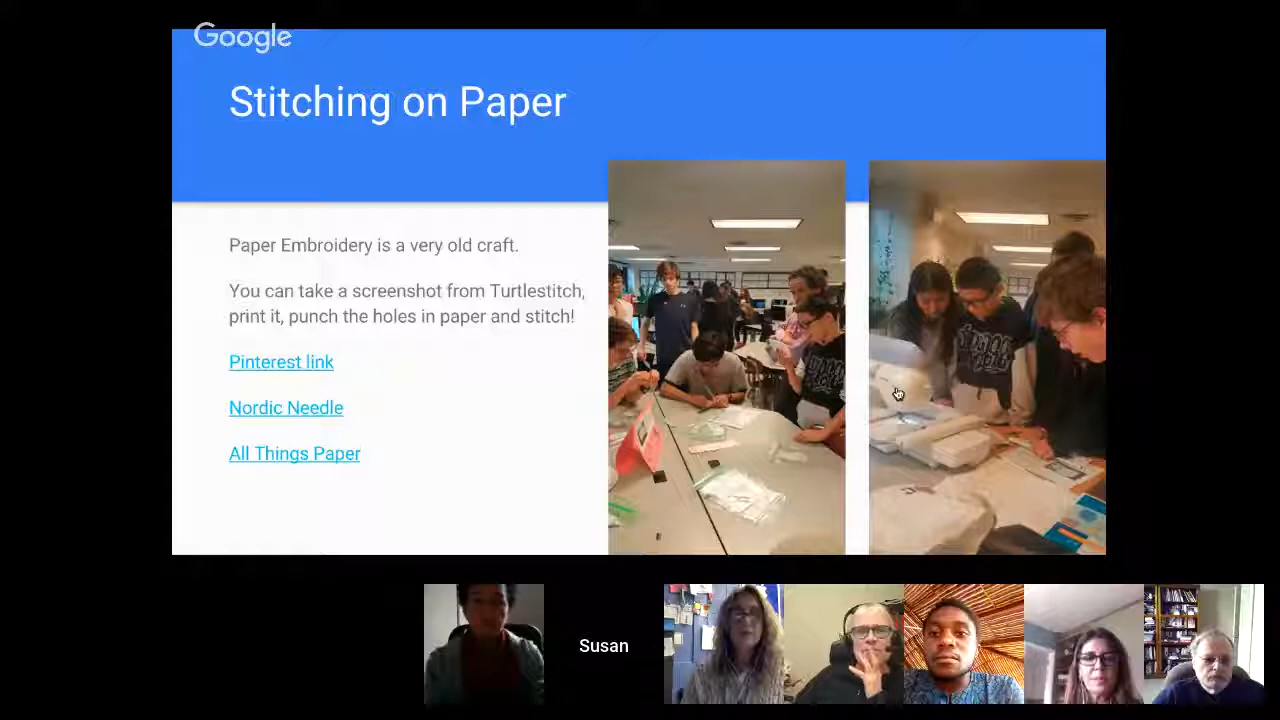 Google
Stitching on Paper
Paper Embroidery is a very old craft.
You can take a screenshot from Turtlestitch,
print it, punch the holes in paper and stitch!
Pinterest link
Nordic Needle
All Things Paper
Susan